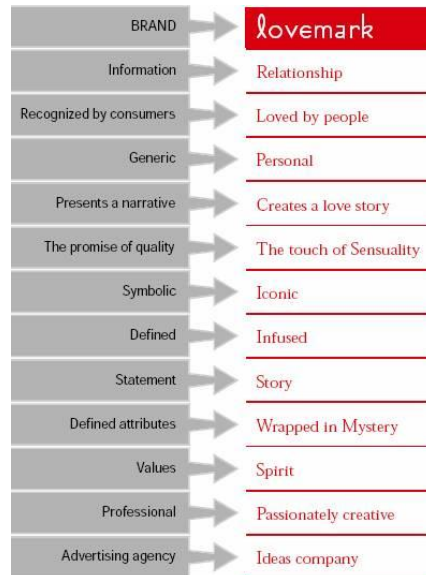 BRAND lovemark
Information Relationship
Recognized by consumers Loved by people
Generic Personal
Presents a narrative Creates a love story
The promise of quality The touch of Sensuality
Symbolic Iconic
Defined Infused
Statement Story
Defined attributes Wrapped in Mystery
Values Spirit
Professional Passionately creative
Advertising agency Ideas company